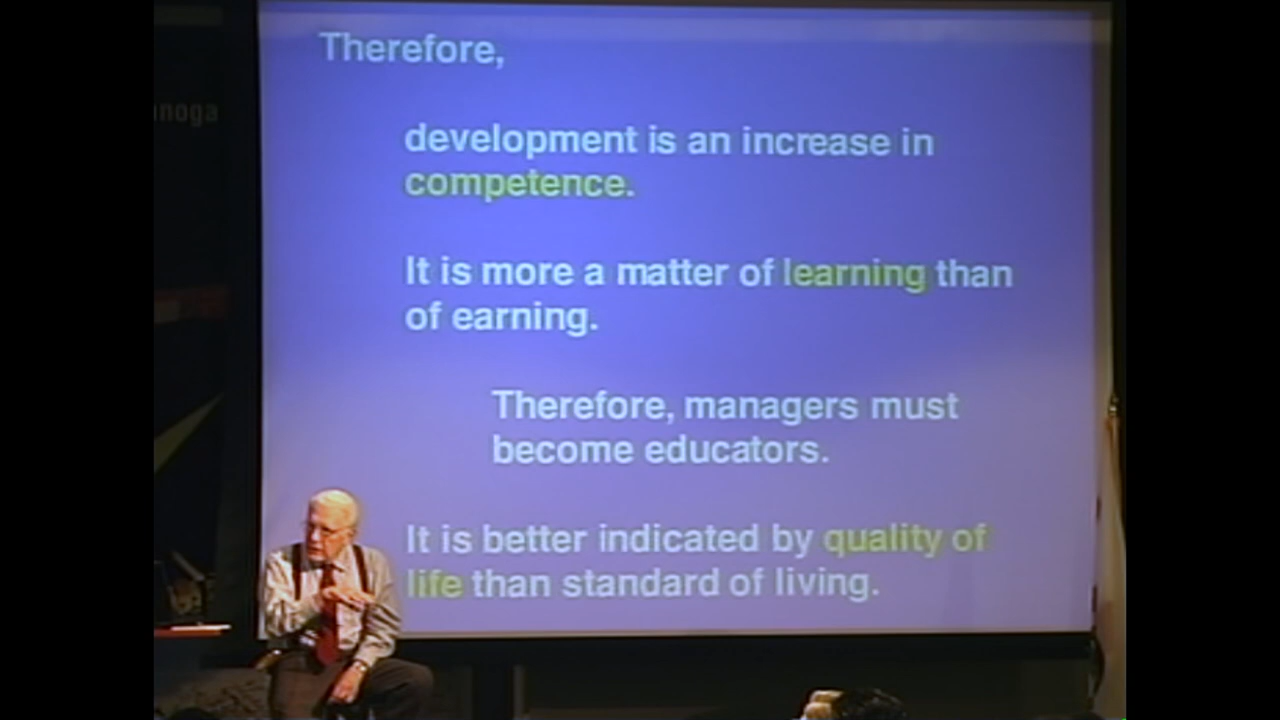 noga
Therefore,
development is an increase in
competence.
It is more a matter of learning than
of earning.
Therefore, managers must
become educators.
It is better indicated by quality of
life than standard of living.